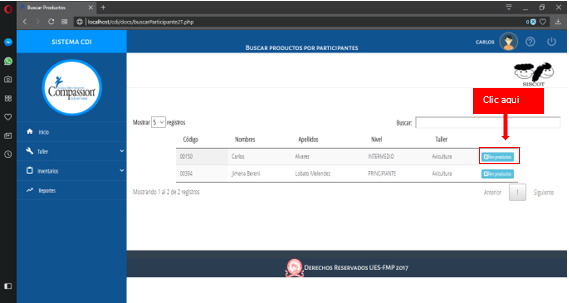 Buscar Productos
localhost/cdi/docs/buscarParticipante2T.php
SISTEMA CDI
BUSCAR PRODUCTOS POR PARTICIPANTES
CARLOS
Compassion
SISCOT
Clic aqui
Mostrar 5 registros
Buscar:
Código Nombres Apellidos Nivel Taller
00150 Carlos Alvarez INTERMEDIO Avicultura Ver productos
00394 Jimena Bereni Lobato Melendez PRINCIPIANTE Avicultura Ver productos
Mostrando 1 al 2 de 2 registros
Anterior 1 Siguiente
Inicio
Taller
Inventarios
Reportes
DERECHOS RESERVADOS UES-FMP 2017